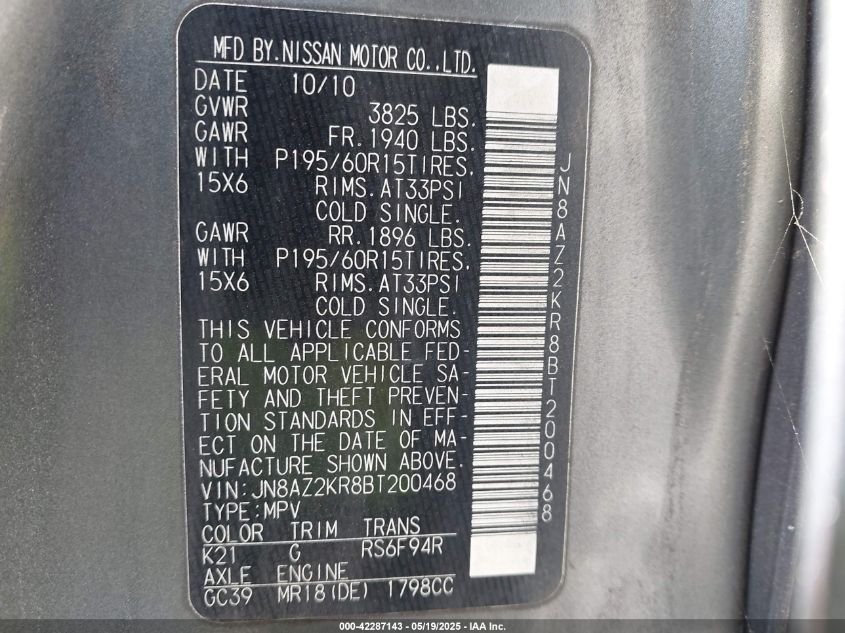 MFD BY.NISSAN MOTOR CO.,LTD.
DATE 10/10
GVWR 3825 LBS.
GAWR FR.1940 LBS.
WITH P195/60R15TIRES,
15X6 RIMS.AT33PSI
COLD SINGLE.
GAWR RR.1896 LBS.
WITH P195/60R15TIRES,
15X6 RIMS.AT33PSI
COLD SINGLE.
THIS VEHICLE CONFORMS
TO ALL APPLICABLE FED-
ERAL MOTOR VEHICLE SA-
FETY AND THEFT PREVEN-
TION STANDARDS IN EFF-
ECT ON THE DATE OF MA-
NUFACTURE SHOWN ABOVE.
VIN:JN8AZ2KR8BT200468
TYPE:MPV
COLOR TRIM TRANS
K21 G RS6F94R
AXLE ENGINE
GC39 MR18(DE) 1798CC
JN8AZ2KR8BT200468
000-42287143 - 05/19/2025 - IAA Inc.